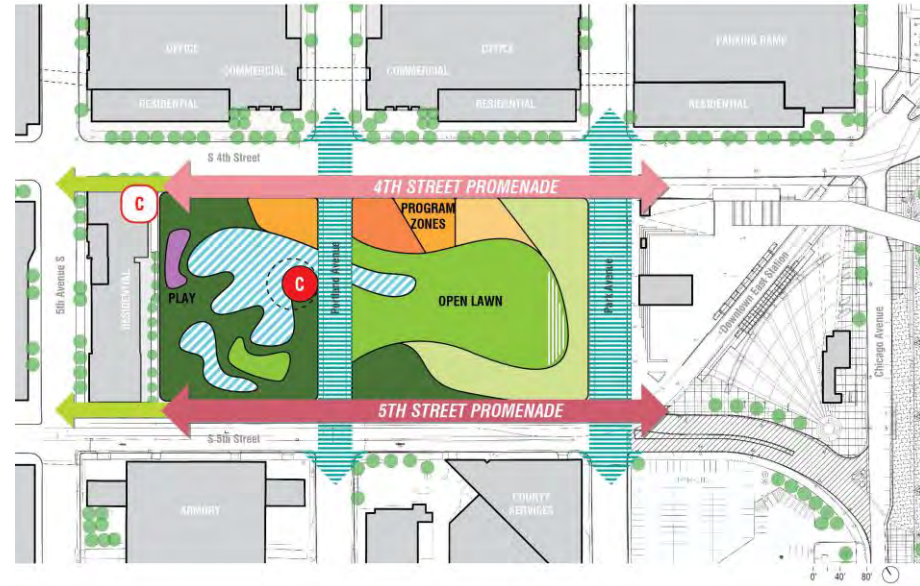 OFFICE
OFFICE
PARKING RAMP
COMMERCIAL
COMMERCIAL
RESIDENTIAL
RESIDENTIAL
RESIDENTIAL
S 4th Street
4TH STREET PROMENADE
C
PROGRAM
ZONES
5th Avenue S
RESIDENTIAL
PLAY
C
Portland Avenue
OPEN LAWN
Park Avenue
Downtown East Station
Chicago Avenue
5TH STREET PROMENADE
S 5th Street
ARMORY
COUNTY
SERVICES
0' 40' 80'